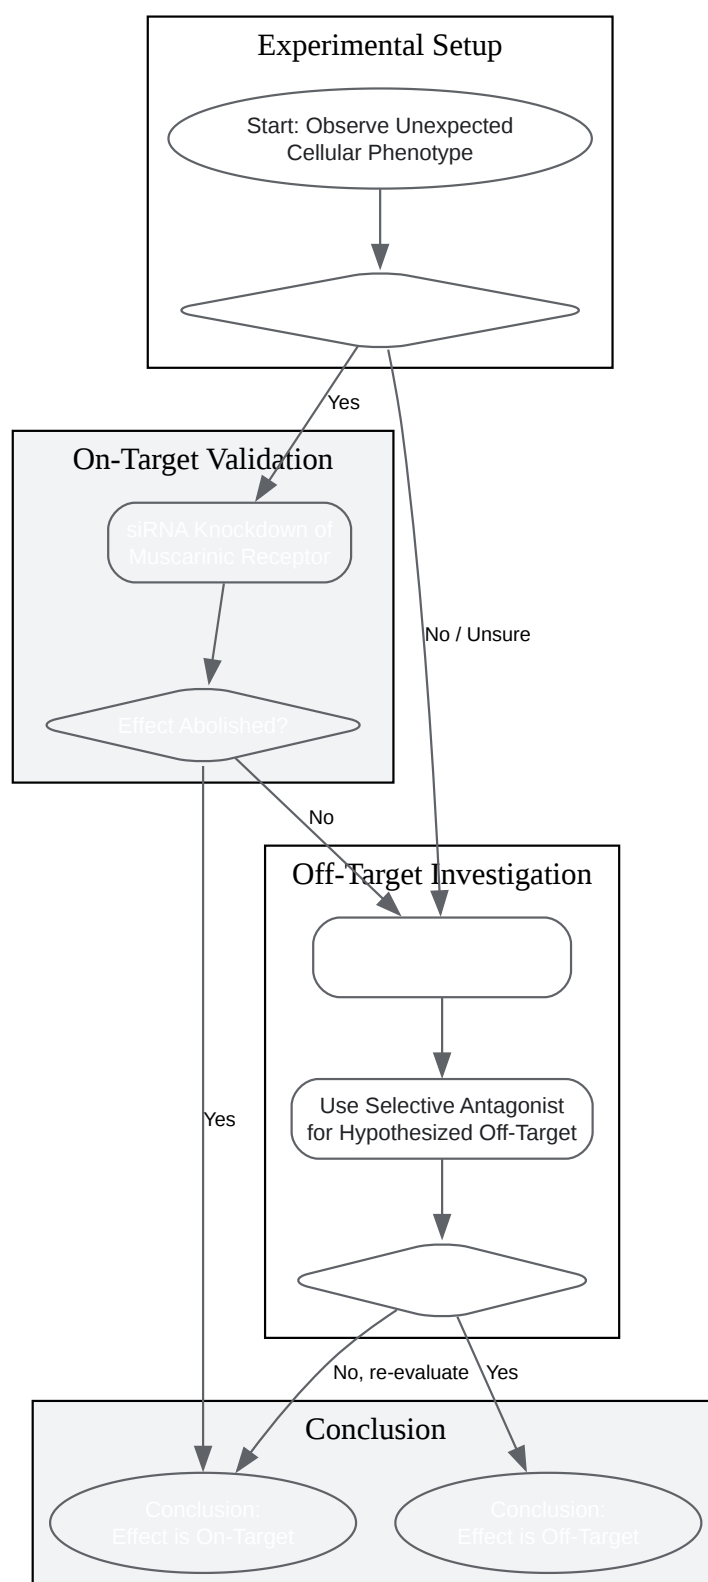 Experimental Setup
Start: Observe Unexpected
Cellular Phenotype
Yes
On-Target Validation
siRNA Knockdown of
Muscarinic Receptor
No / Unsure
Effect Abolished?
No
Off-Target Investigation
Use Selective Antagonist
for Hypothesized Off-Target
Yes
No, re-evaluate
Yes
Conclusion
Conclusion:
Effect is On-Target
Conclusion:
Effect is Off-Target